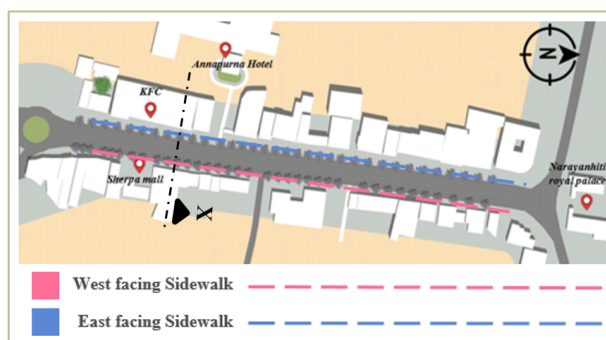 Annapurna Hotel
N
KFC
Sherpa mall
Narayanhiti
royal palace
X
West facing Sidewalk
East facing Sidewalk